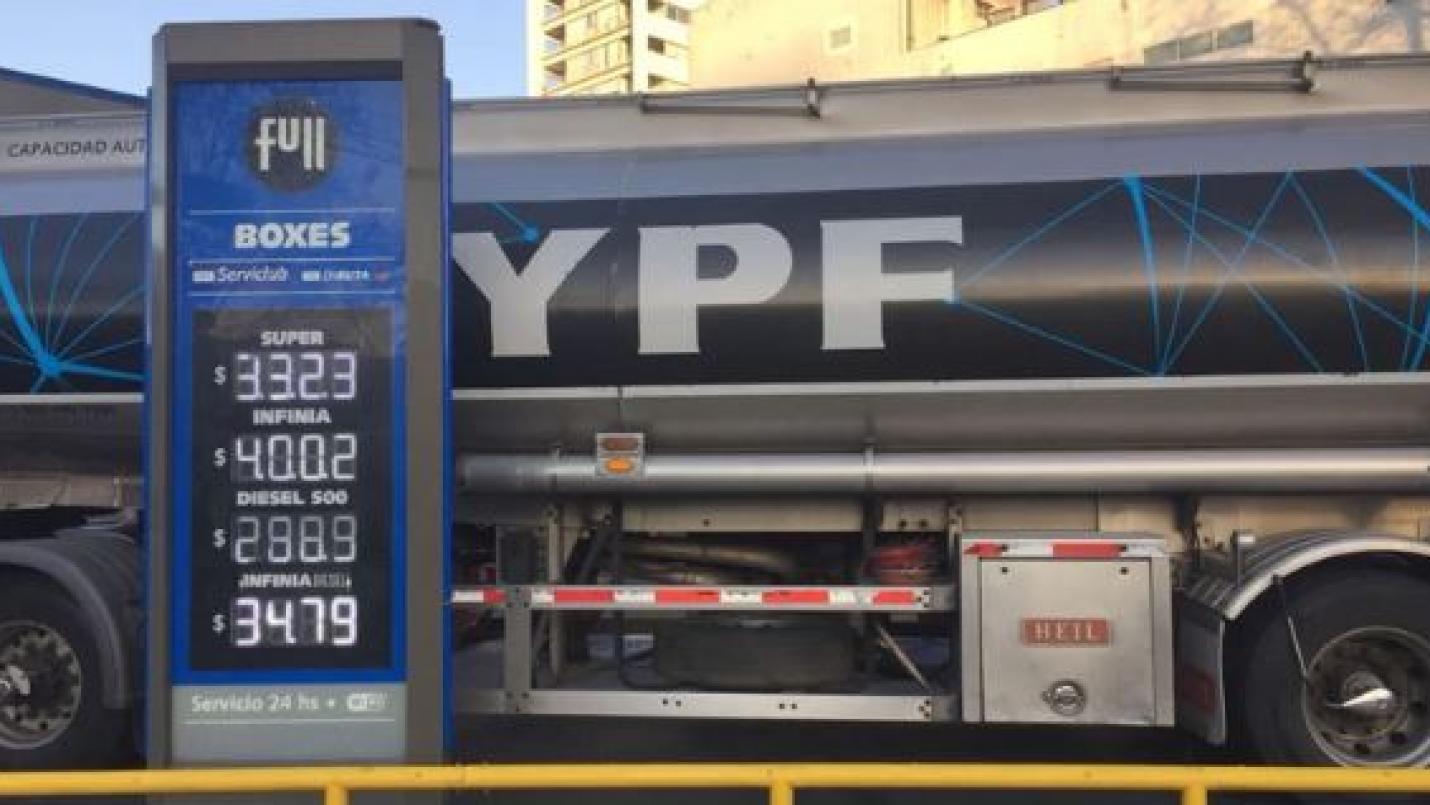 CAPACIDAD AUT
full
BOXES
Serviclub
YPF
SUPER
$ 33.23
INFINIA
$ 40.02
DIESEL 500
$ 28.09
INFINIA
$ 34.79
HEIL
Servicio 24 hs +